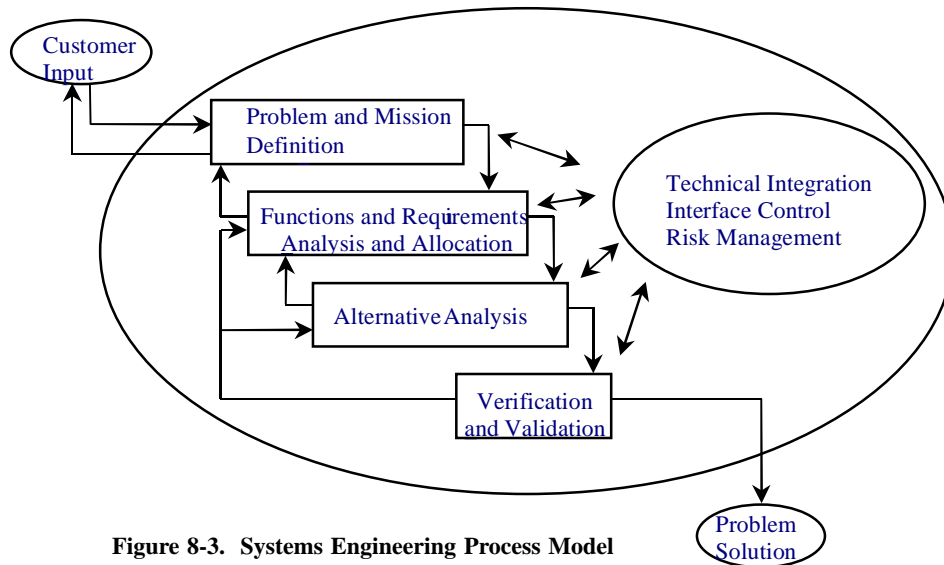 Customer
Input
Problem and Mission
Definition
Technical Integration
Interface Control
Risk Management
Functions and Requirements
Analysis and Allocation
Alternative Analysis
Verification
and Validation
Problem
Solution
Figure 8-3. Systems Engineering Process Model